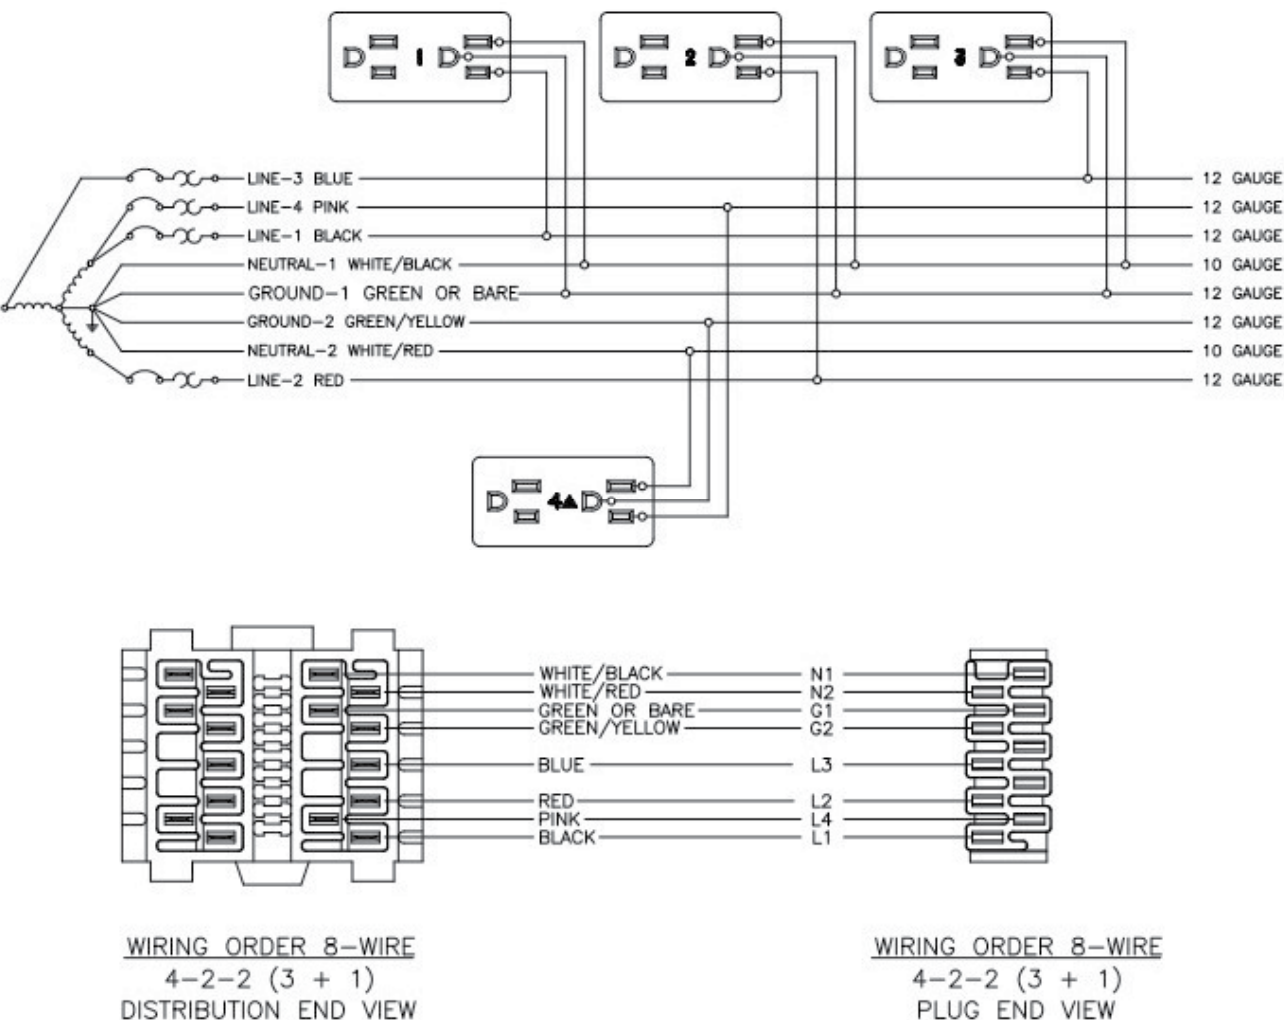 1
2
3
LINE-3 BLUE 12 GAUGE
LINE-4 PINK 12 GAUGE
LINE-1 BLACK 12 GAUGE
NEUTRAL-1 WHITE/BLACK 10 GAUGE
GROUND-1 GREEN OR BARE 12 GAUGE
GROUND-2 GREEN/YELLOW 12 GAUGE
NEUTRAL-2 WHITE/RED 10 GAUGE
LINE-2 RED 12 GAUGE
4▲
WHITE/BLACK N1
WHITE/RED N2
GREEN OR BARE G1
GREEN/YELLOW G2
BLUE L3
RED L2
PINK L4
BLACK L1
WIRING ORDER 8-WIRE
4-2-2 (3 + 1)
DISTRIBUTION END VIEW
WIRING ORDER 8-WIRE
4-2-2 (3 + 1)
PLUG END VIEW